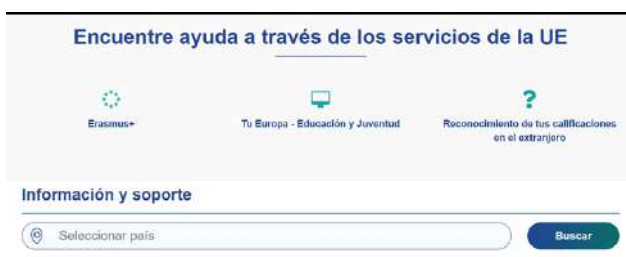 Encuentre ayuda a través de los servicios de la UE
Erasmus+
Tu Europa - Educación y Juventud
Reconocimiento de tus calificaciones
en el extranjero
Información y soporte
Seleccionar país
Buscar